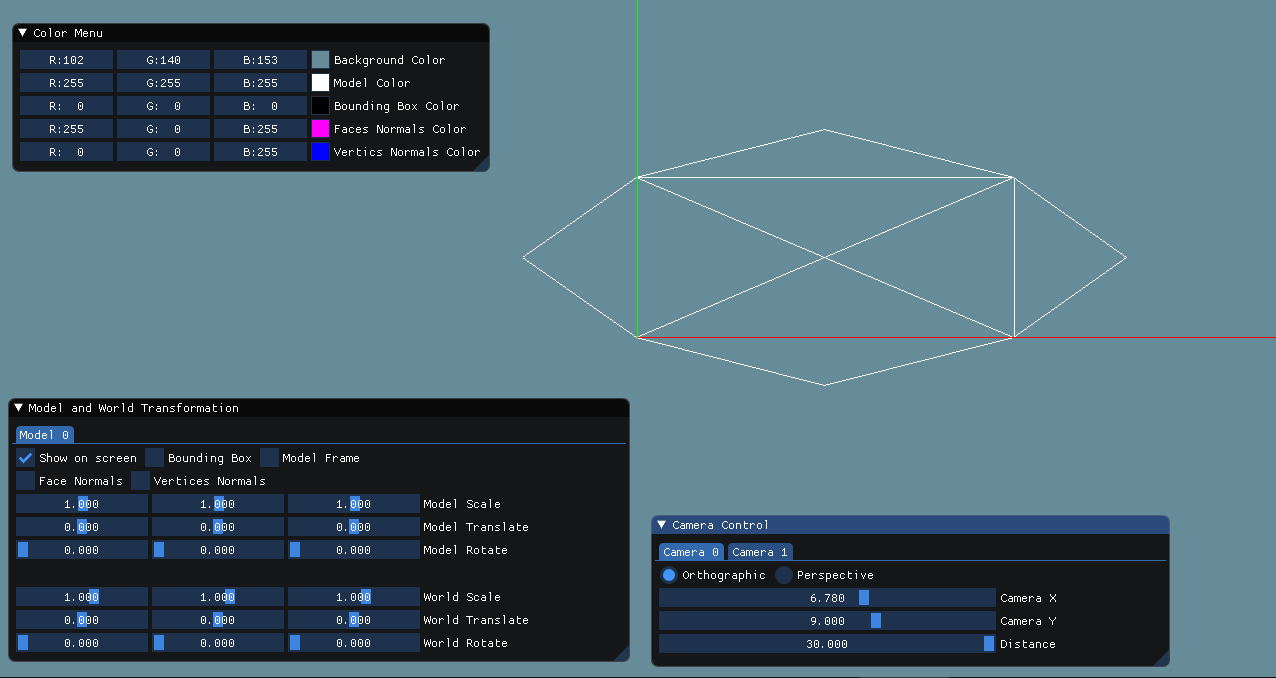 Color Menu
R:102 G:140 B:153 Background Color
R:255 G:255 B:255 Model Color
R: 0 G: 0 B: 0 Bounding Box Color
R:255 G: 0 B:255 Faces Normals Color
R: 0 G: 0 B:255 Vertics Normals Color
Model and World Transformation
Model 0
Show on screen Bounding Box Model Frame
Face Normals Vertices Normals
1.000 1.000 1.000 Model Scale
0.000 0.000 0.000 Model Translate
0.000 0.000 0.000 Model Rotate
1.000 1.000 1.000 World Scale
0.000 0.000 0.000 World Translate
0.000 0.000 0.000 World Rotate
Camera Control
Camera 0 Camera 1
Orthographic Perspective
6.780 Camera X
9.000 Camera Y
30.000 Distance